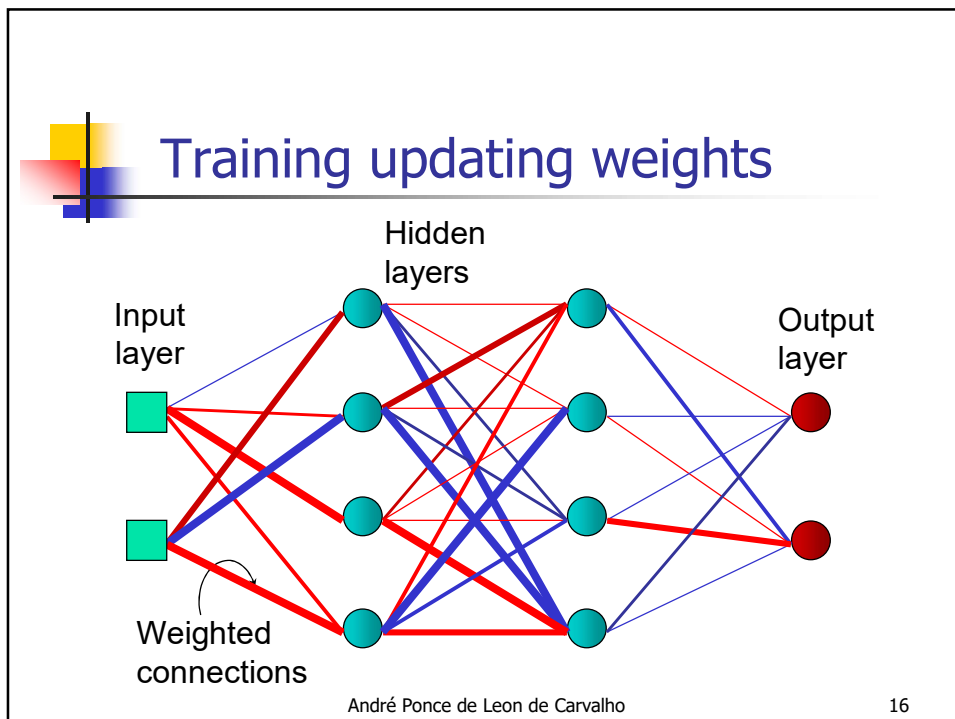 Training updating weights
Hidden
layers
Input
layer
Output
layer
Weighted
connections
André Ponce de Leon de Carvalho
16